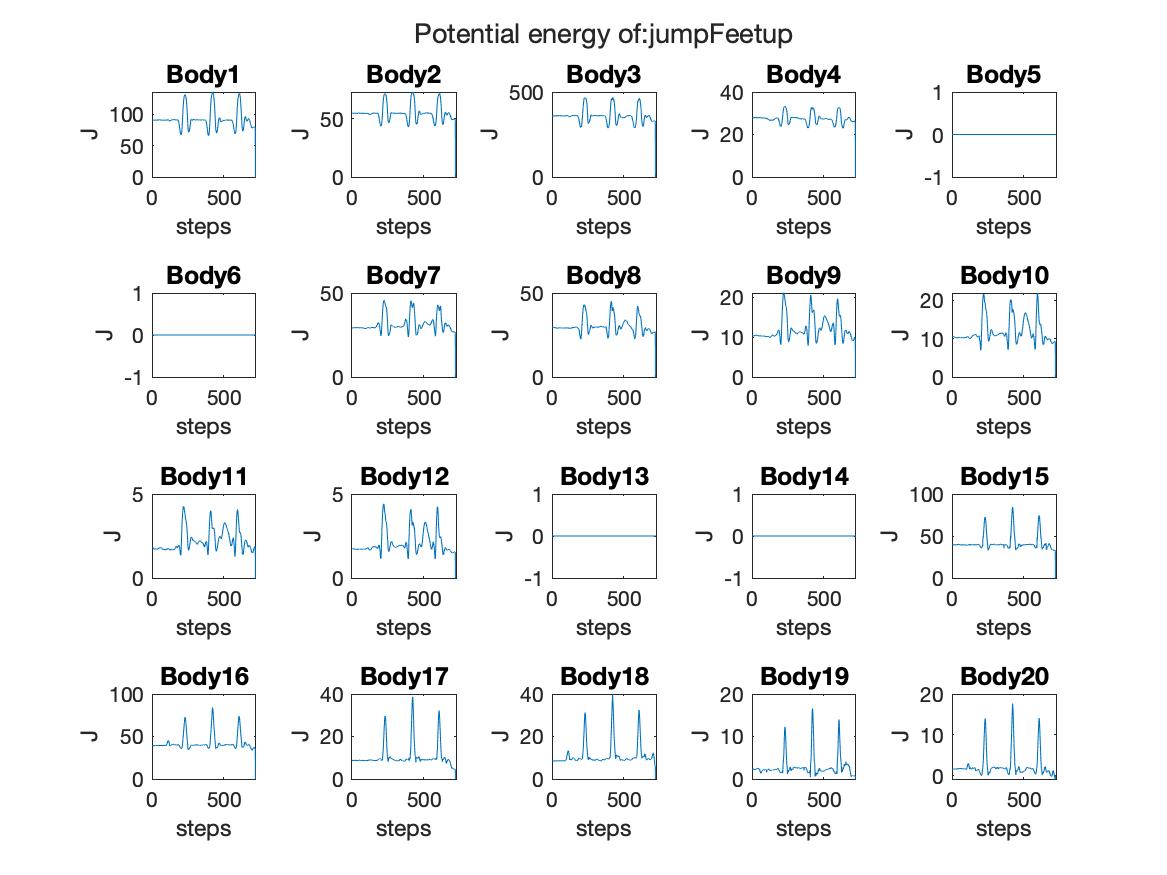 Potential energy of:jumpFeetup
Body1 Body2 Body3 Body4 Body5
J 100 50 0 J 50 0 J 500 0 J 40 20 0 J 1 0 -1
0 500 0 500 0 500 0 500 0 500
steps steps steps steps steps
Body6 Body7 Body8 Body9 Body10
J 1 0 -1 J 50 0 J 50 0 J 20 10 0 J 20 10 0
0 500 0 500 0 500 0 500 0 500
steps steps steps steps steps
Body11 Body12 Body13 Body14 Body15
J 5 0 J 5 0 J 1 0 -1 J 1 0 -1 J 100 50 0
0 500 0 500 0 500 0 500 0 500
steps steps steps steps steps
Body16 Body17 Body18 Body19 Body20
J 100 50 0 J 40 20 0 J 40 20 0 J 20 10 0 J 20 10 0
0 500 0 500 0 500 0 500 0 500
steps steps steps steps steps